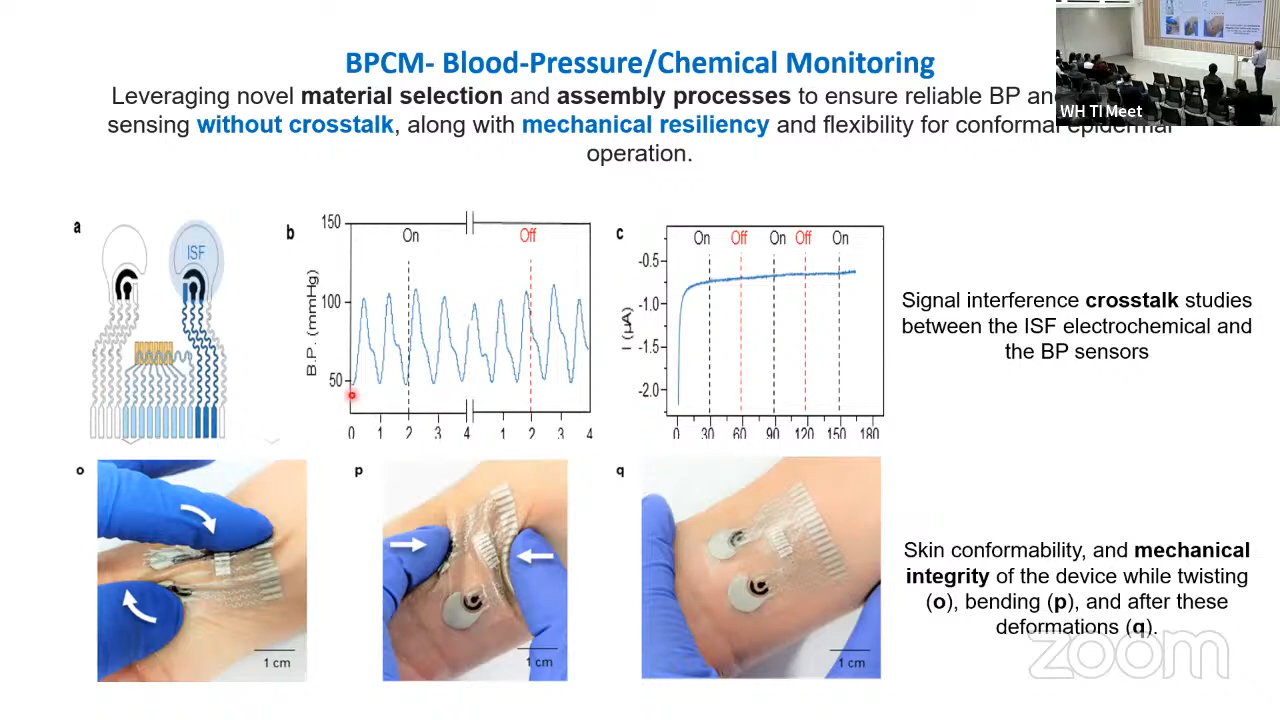 BPCM- Blood-Pressure/Chemical Monitoring
Leveraging novel material selection and assembly processes to ensure reliable BP an
sensing without crosstalk, along with mechanical resiliency and flexibility for conformal epidermal
operation.
WH TI Meet
a
ISF
b
150
100
50
B.P. (mmHg)
On
Off
0 1 2 3 4 1 2 3 4
c
On Off On Off On
-0.5
-1.0
-1.5
-2.0
I (μA)
0 30 60 90 120 150 180
Signal interference crosstalk studies
between the ISF electrochemical and
the BP sensors
o
1 cm
p
1 cm
q
1 cm
Skin conformability, and mechanical
integrity of the device while twisting
(o), bending (p), and after these
deformations (q).
zoom